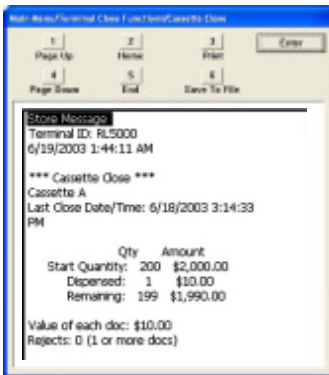 Main Menu/Terminal Close Functions/Cassette Close
1 2 3 Enter
Page Up Home Print
4 5 6
Page Down End Save To File
Store Message
Terminal ID: RL5000
6/19/2003 1:44:11 AM
*** Cassette Close ***
Cassette A
Last Close Date/Time: 6/18/2003 3:14:33
PM
Qty Amount
Start Quantity: 200 $2,000.00
Dispensed: 1 $10.00
Remaining: 199 $1,990.00
Value of each doc: $10.00
Rejects: 0 (1 or more docs)